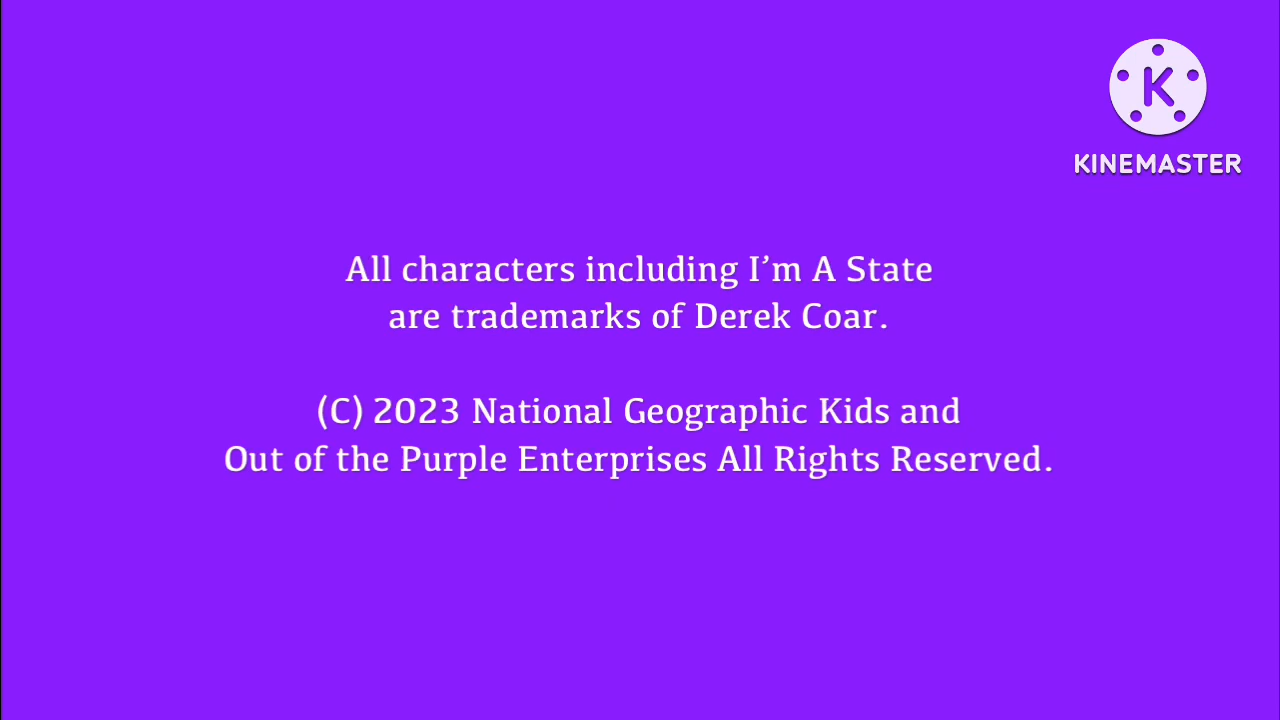 K
KINEMASTER
All characters including I’m A State
are trademarks of Derek Coar.
(C) 2023 National Geographic Kids and
Out of the Purple Enterprises All Rights Reserved.